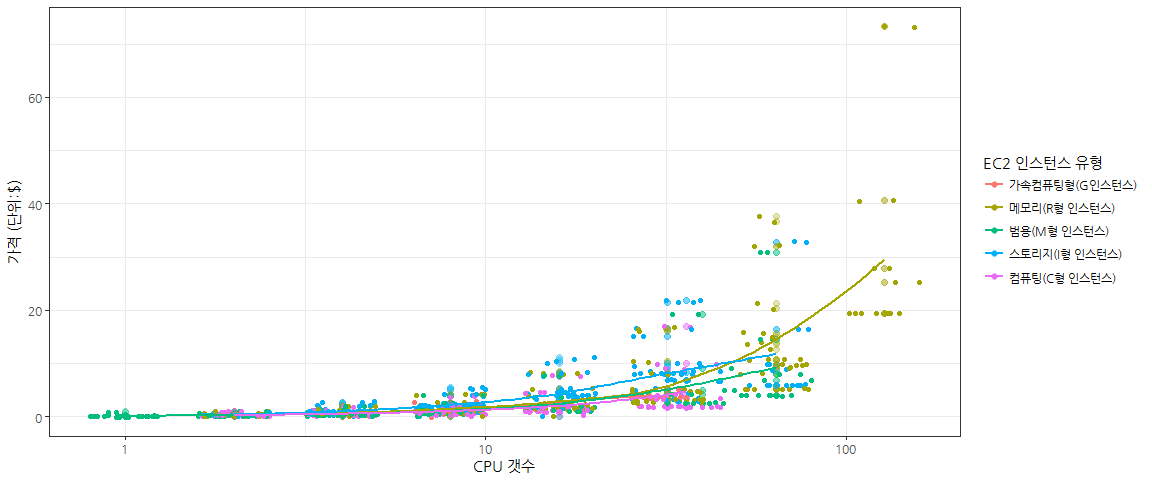 60
40
20
0
가격 (단위:$)
1
10
100
CPU 갯수
EC2 인스턴스 유형
가속컴퓨팅형(G인스턴스)
메모리(R형 인스턴스)
범용(M형 인스턴스)
스토리지(I형 인스턴스)
컴퓨팅(C형 인스턴스)